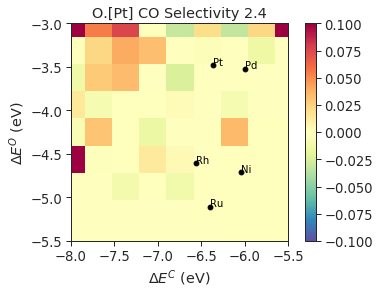 O.[Pt] CO Selectivity 2.4
ΔE^O (eV)
−3.0
−3.5
−4.0
−4.5
−5.0
−5.5
Pt
Pd
Rh
Ni
Ru
−8.0 −7.5 −7.0 −6.5 −6.0 −5.5
ΔE^C (eV)
0.100
0.075
0.050
0.025
0.000
−0.025
−0.050
−0.075
−0.100